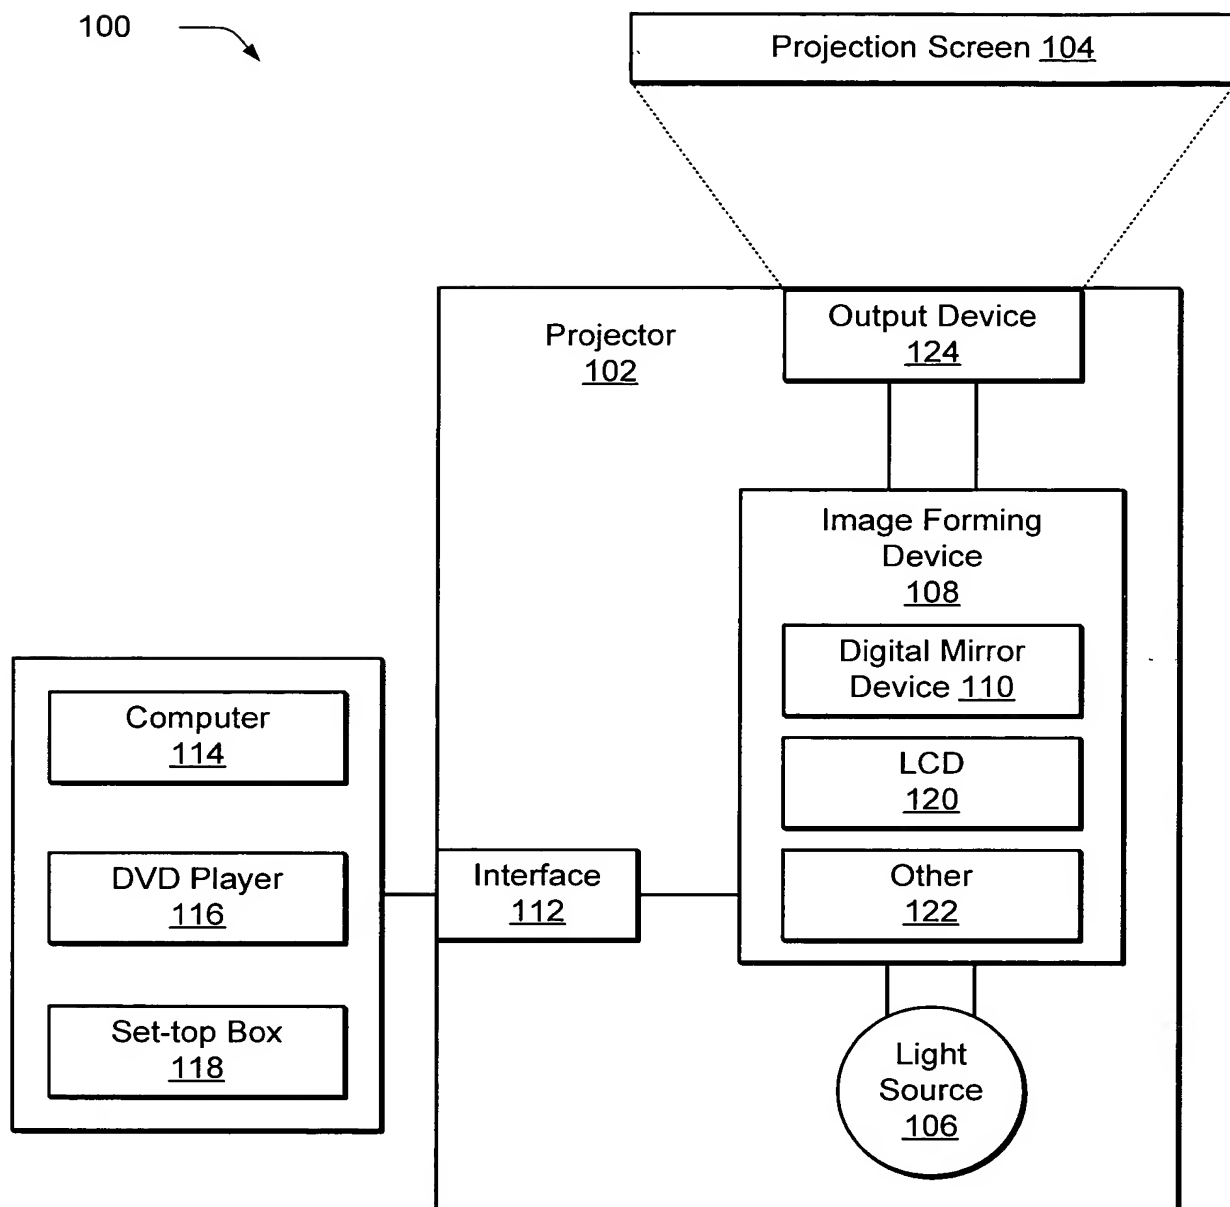 100
Projection Screen 104
Projector
102
Output Device
124
Image Forming
Device
108
Digital Mirror
Device 110
LCD
120
Other
122
Computer
114
DVD Player
116
Set-top Box
118
Interface
112
Light
Source
106